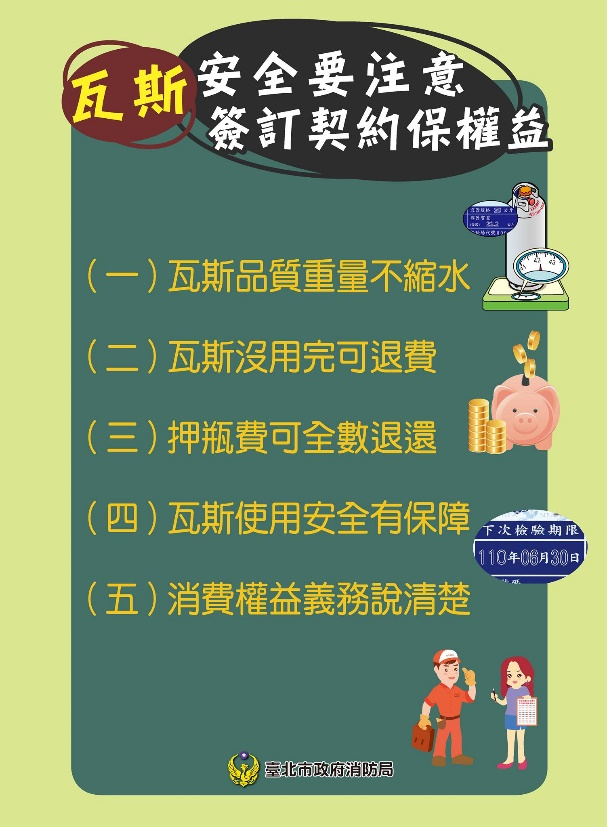 瓦斯
安全要注意
簽訂契約保權益
(一)瓦斯品質重量不縮水
(二)瓦斯沒用完可退費
(三)押瓶費可全數退還
(四)瓦斯使用安全有保障
下次檢驗期限
110年06月30日
(五)消費權益義務說清楚
臺北市政府消防局